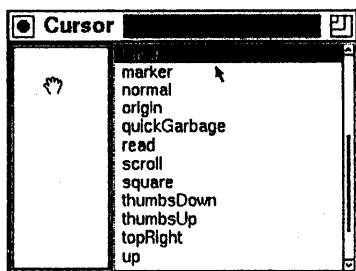 Cursor
marker
normal
origin
quickGarbage
read
scroll
square
thumbsDown
thumbsUp
topRight
up